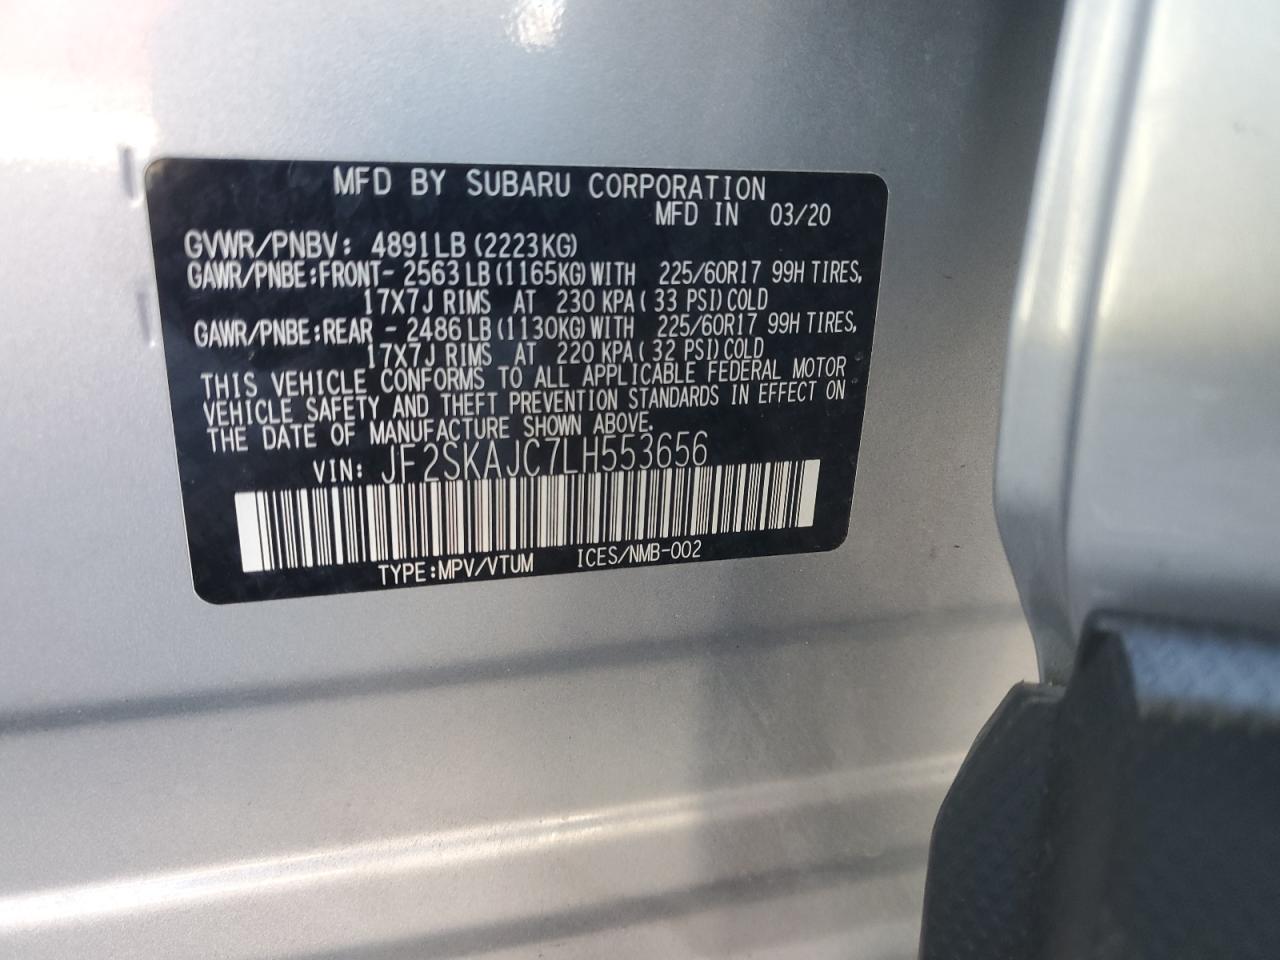 MFD BY SUBARU CORPORATION
MFD IN 03/20
GVWR/PNBV: 4891LB (2223KG)
GAWR/PNBE:FRONT- 2563 LB (1165KG) WITH 225/60R17 99H TIRES,
17X7J RIMS AT 230 KPA ( 33 PSI) COLD
GAWR/PNBE:REAR - 2486 LB (1130KG) WITH 225/60R17 99H TIRES,
17X7J RIMS AT 220 KPA ( 32 PSI) COLD
THIS VEHICLE CONFORMS TO ALL APPLICABLE FEDERAL MOTOR
VEHICLE SAFETY AND THEFT PREVENTION STANDARDS IN EFFECT ON
THE DATE OF MANUFACTURE SHOWN ABOVE.
VIN: JF2SKAJC7LH553656
TYPE:MPV/VTUM ICES/NMB-002